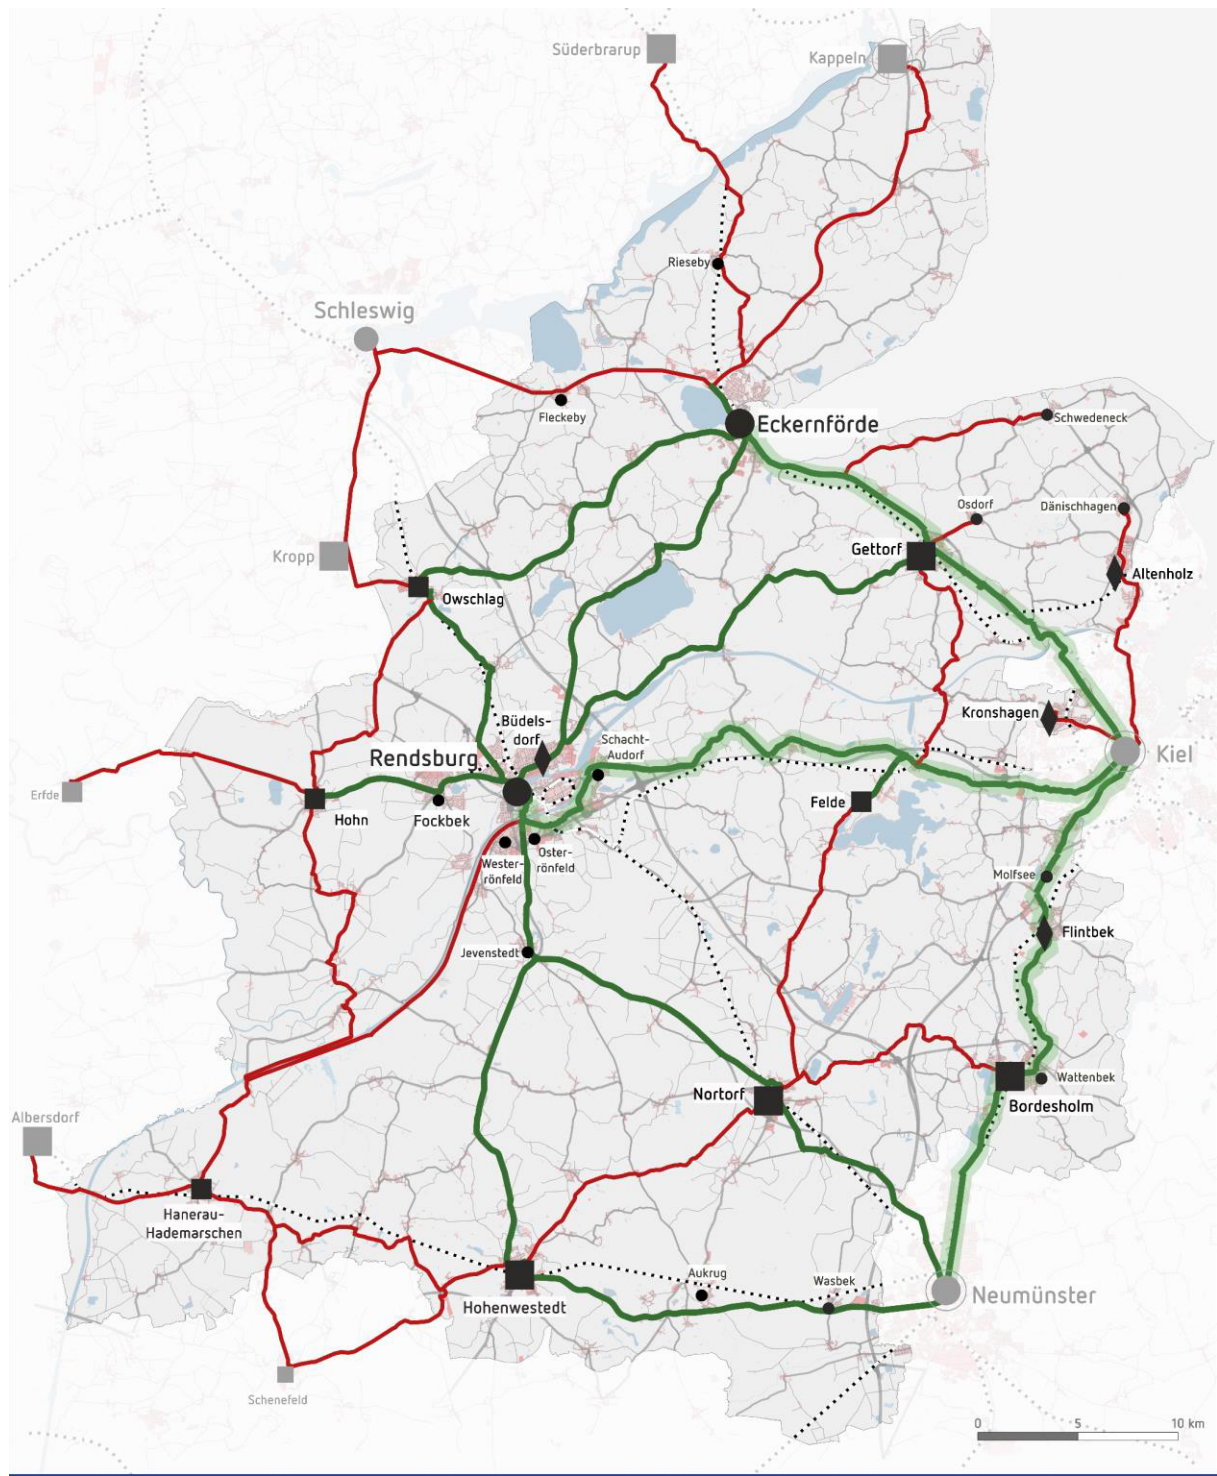 Süderbrarup
Kappeln
Rieseby
Schleswig
Fleckeby
Eckernförde
Schwedeneck
Osdorf
Dänischhagen
Kropp
Gettorf
Altenholz
Owschlag
Kronshagen
Büdels-
dorf
Schacht-
Audorf
Rendsburg
Kiel
Erfde
Hohn
Fockbek
Felde
Wester-
rönfeld
Oster-
rönfeld
Molfsee
Flintbek
Jevenstedt
Wattenbek
Nortorf
Bordesholm
Albersdorf
Hanerau-
Hademarschen
Aukrug
Wasbek
Hohenwestedt
Neumünster
Schenefeld
0 5 10 km